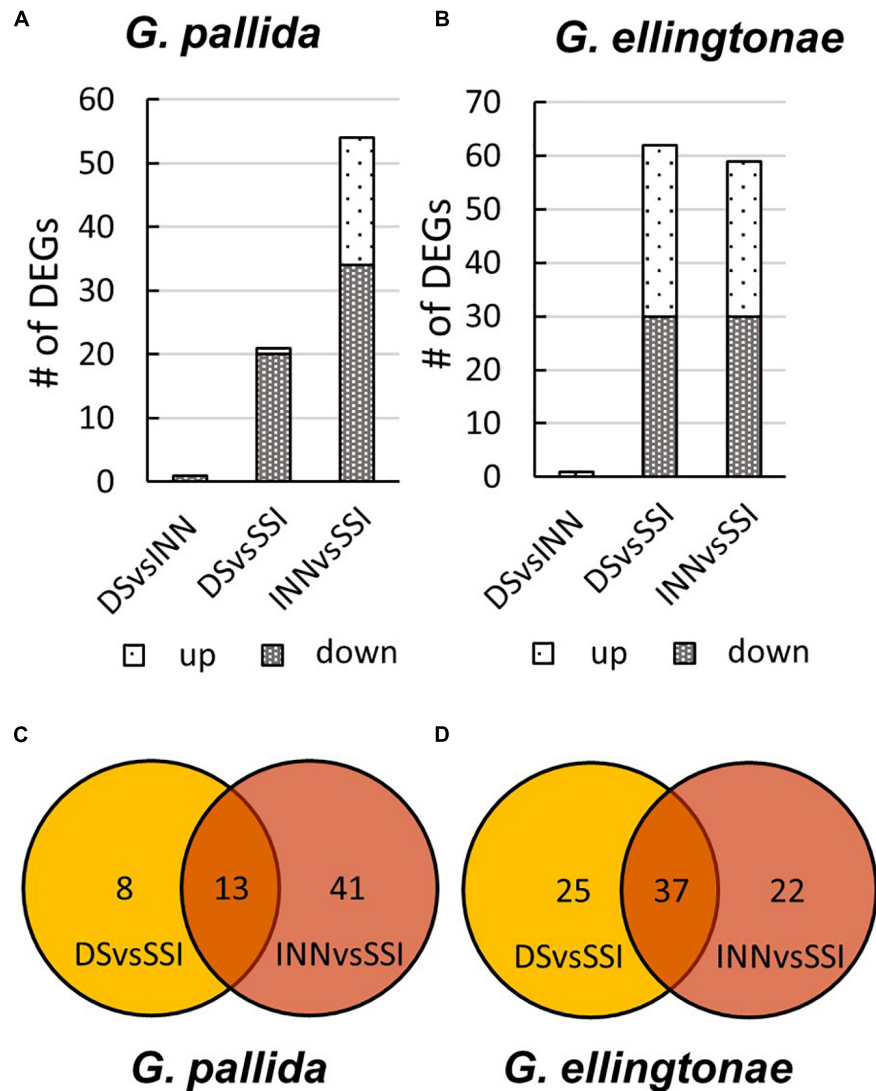 A
G. pallida
B
G. ellingtonae
# of DEGs
60
50
40
30
20
10
0
DSvsINN
DSvsSSI
INNvsSSI
up
down
# of DEGs
70
60
50
40
30
20
10
0
DSvsINN
DSvsSSI
INNvsSSI
up
down
C
8
13
41
DSvsSSI
INNvsSSI
G. pallida
D
25
37
22
DSvsSSI
INNvsSSI
G. ellingtonae